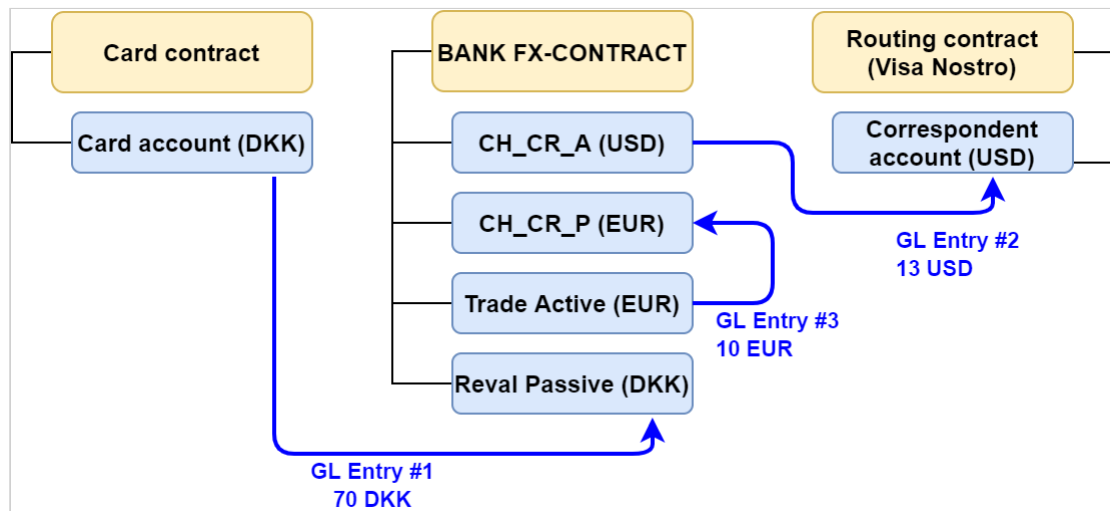 Card contract
Card account (DKK)
BANK FX-CONTRACT
CH_CR_A (USD)
CH_CR_P (EUR)
Trade Active (EUR)
Reval Passive (DKK)
Routing contract
(Visa Nostro)
Correspondent
account (USD)
GL Entry #2
13 USD
GL Entry #3
10 EUR
GL Entry #1
70 DKK